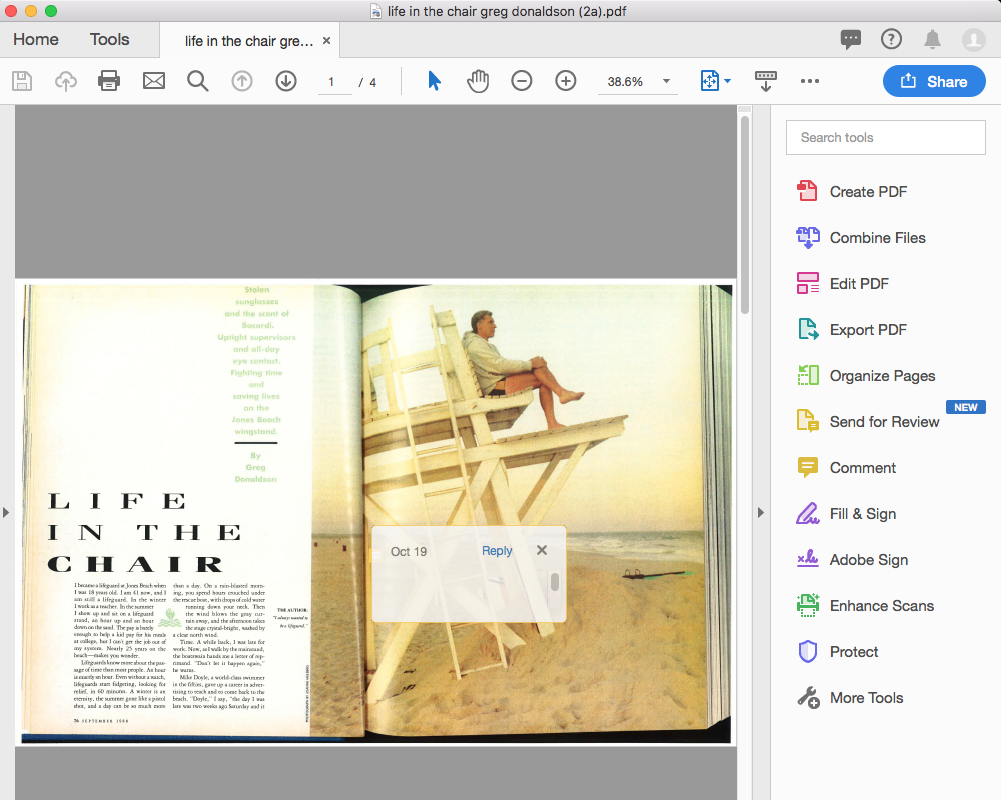 life in the chair greg donaldson (2a).pdf
Home
Tools
life in the chair gre...
1 / 4
38.6%
Share
Search tools
Create PDF
Combine Files
Edit PDF
Export PDF
Organize Pages
NEW
Send for Review
Comment
Fill & Sign
Adobe Sign
Enhance Scans
Protect
More Tools
Stolen
sunglasses
and the scent of
Bacardi.
Upright supervisors
and all-day
eye contact.
Fighting time
and
saving lives
on the
Jones Beach
wingstand.
By
Greg
Donaldson
LIFE
IN THE
CHAIR
I became a lifeguard at Jones Beach when
I was 18 years old. I am 41 now, and I
am still a lifeguard. In the winter
I work as a teacher. In the summer
I show up and sit on a lifeguard
stand, an hour up and an hour
down on the sand. The pay is barely
enough to help a kid pay for his meals
at college, but I can't get the job out of
my system. Nearly 25 years on the
beach—makes you wonder.
Lifeguards know more about the pas-
sage of time than most people. An hour
is exactly an hour. Even without a watch,
lifeguards start fidgeting, looking for
relief, in 60 minutes. A winter is an
eternity, the summer gone like a pistol
shot, and a day can be so much more
than a day. On a rain-blasted morn-
ing, you spend hours crouched under
the rescue boat, with drops of cold water
running down your neck. Then
the wind blows the gray cur-
tain away, and the afternoon takes
the stage crystal-bright, washed by
a clear north wind.
Time. A while back, I was late for
work. Now, as I walk by the mainstand,
the boatswain hands me a letter of rep-
rimand. "Don't let it happen again,"
he warns.
Mike Doyle, a world-class swimmer
in the fifties, gave up a career in adver-
tising to teach and to come back to the
beach. "Doyle," I say, "the day I was
late was two weeks ago Saturday and it
THE AUTHOR:
"I always wanted to
be a lifeguard."
76 SEPTEMBER 1988
Oct 19
Reply